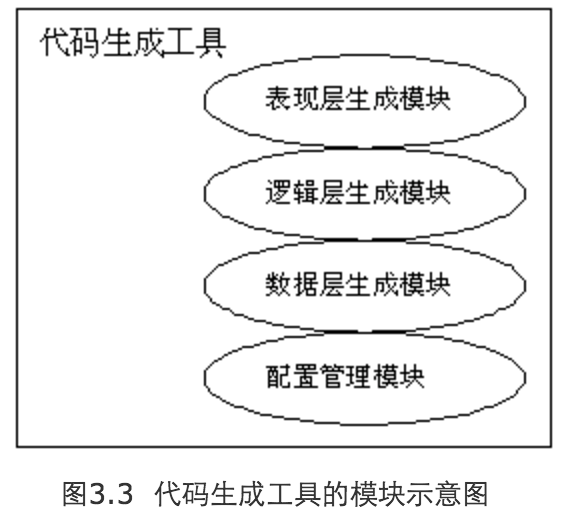 代码生成工具
表现层生成模块
逻辑层生成模块
数据层生成模块
配置管理模块
图3.3 代码生成工具的模块示意图